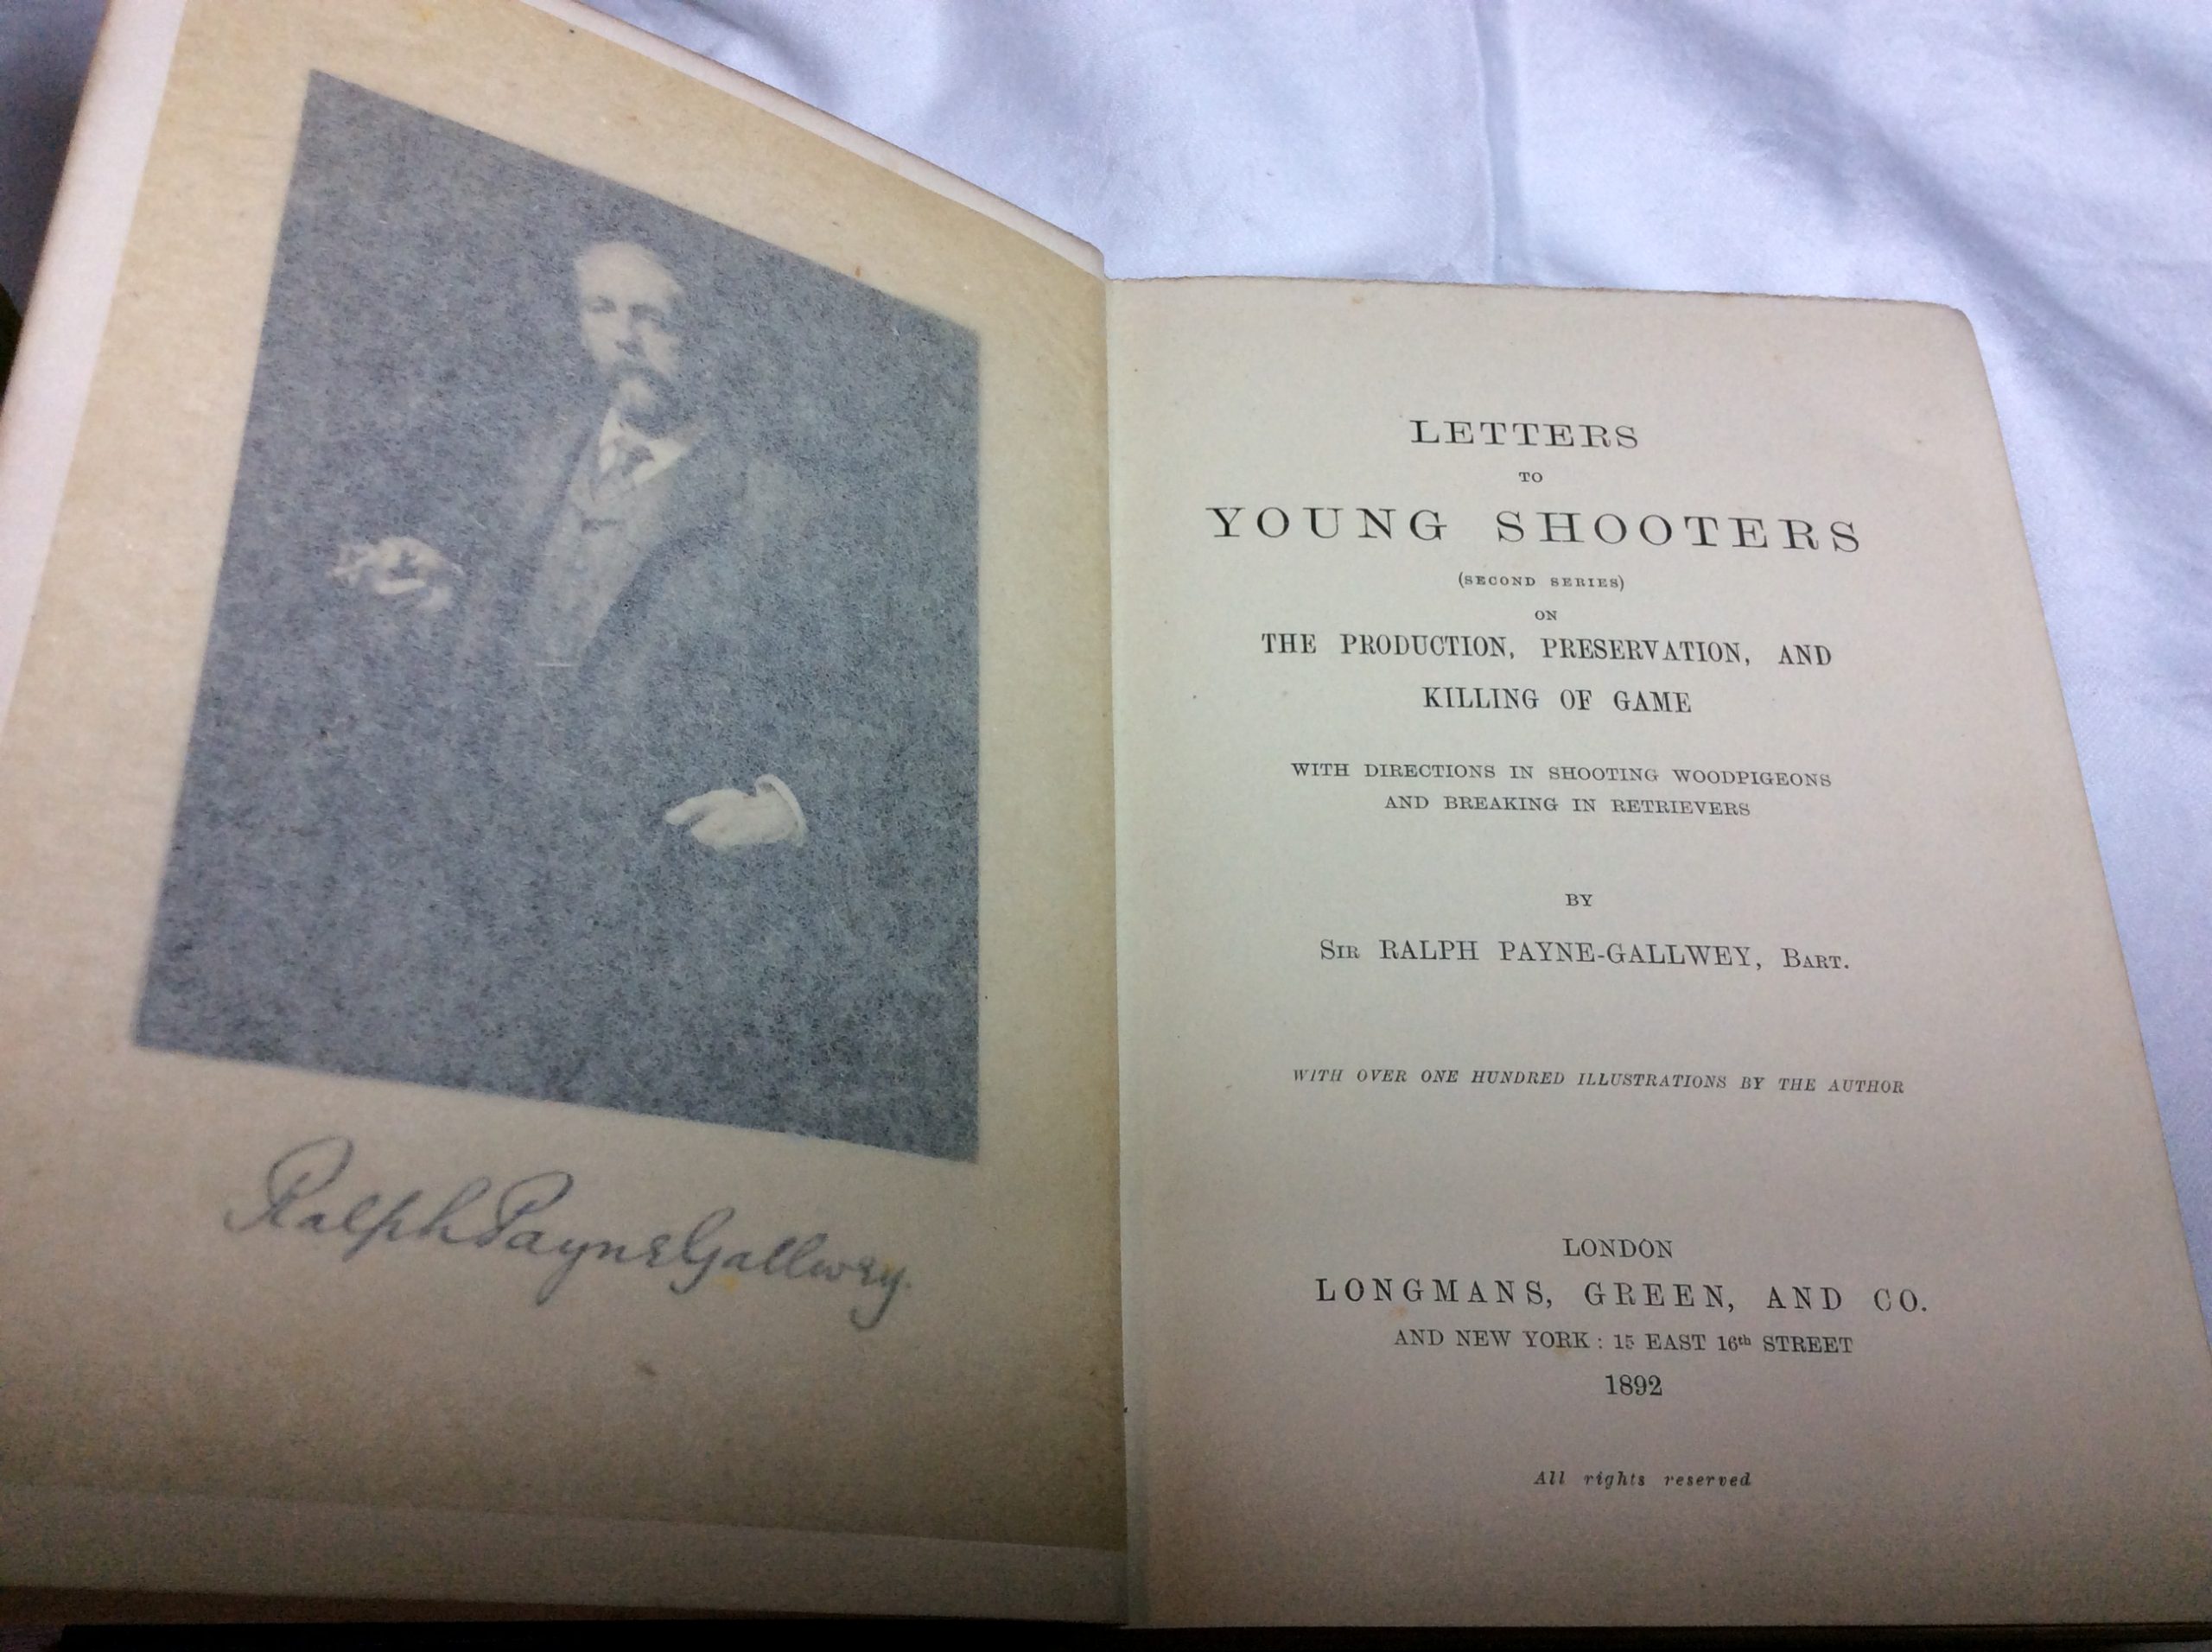 Ralph Payne Gallwey.
LETTERS
TO
YOUNG SHOOTERS
(SECOND SERIES)
ON
THE PRODUCTION, PRESERVATION, AND
KILLING OF GAME
WITH DIRECTIONS IN SHOOTING WOODPIGEONS
AND BREAKING IN RETRIEVERS
BY
SIR RALPH PAYNE-GALLWEY, BART.
WITH OVER ONE HUNDRED ILLUSTRATIONS BY THE AUTHOR
LONDON
LONGMANS, GREEN, AND CO.
AND NEW YORK : 15 EAST 16th STREET
1892
All rights reserved